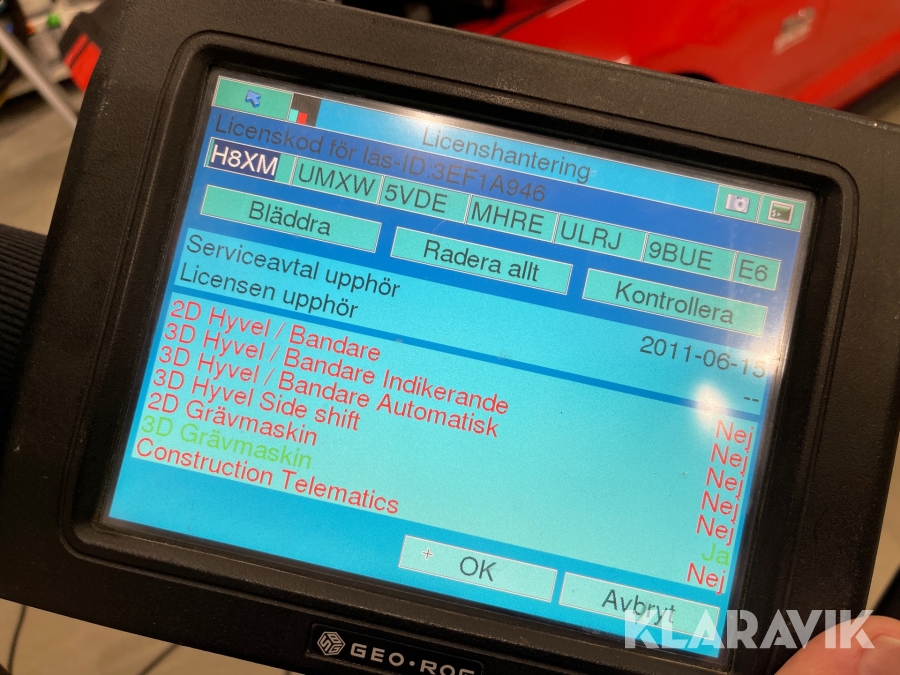 Licenshantering
Licenskod för lås-ID:3EF1A946
H8XM UMXW 5VDE MHRE ULRJ 9BUE E6
Bläddra Radera allt Kontrollera
Serviceavtal upphör 2011-06-15
Licensen upphör --
2D Hyvel / Bandare Nej
3D Hyvel / Bandare Indikerande Nej
3D Hyvel / Bandare Automatisk Nej
3D Hyvel Side shift Nej
2D Grävmaskin Nej
3D Grävmaskin Ja
Construction Telematics Nej
OK Avbryt
KLARAVIK